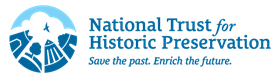 National Trust for
Historic Preservation
Save the past. Enrich the future.